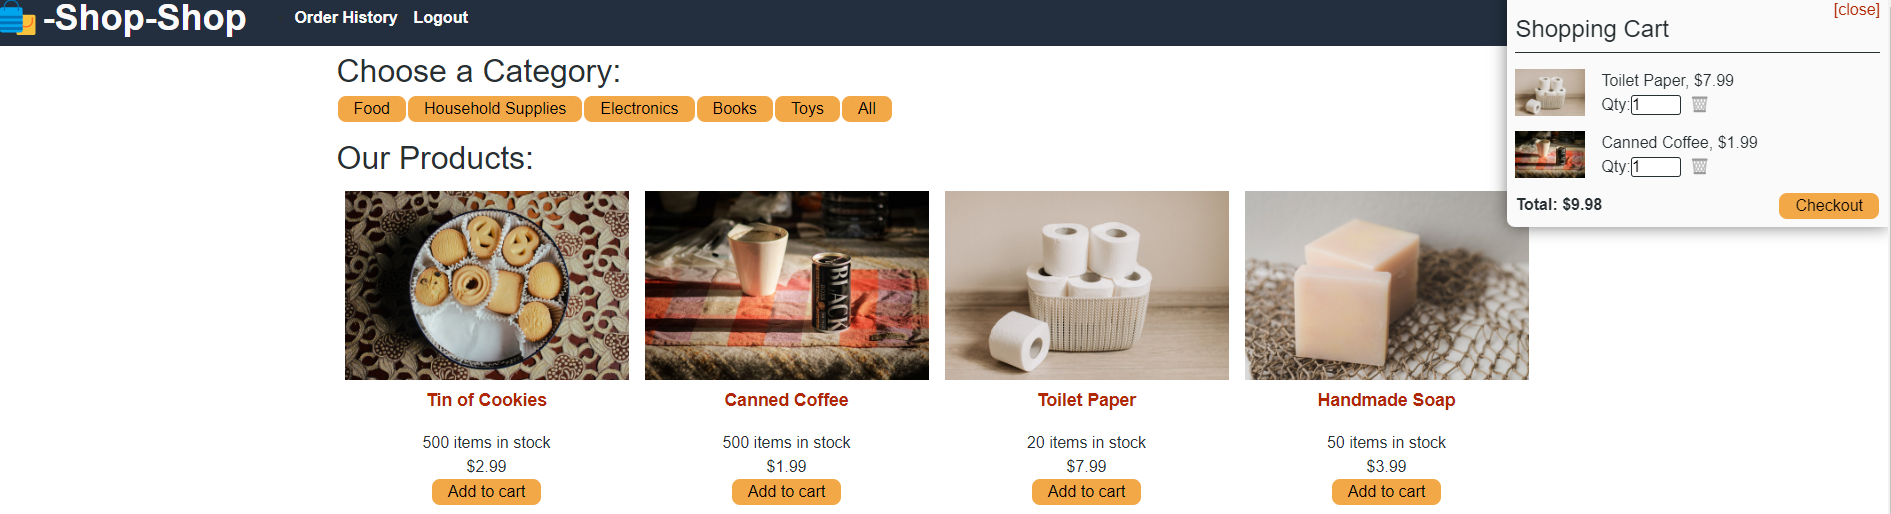 -Shop-Shop
Order History Logout
[close]
Shopping Cart
Toilet Paper, $7.99
Qty:1
Canned Coffee, $1.99
Qty:1
Total: $9.98
Checkout
Choose a Category:
Food Household Supplies Electronics Books Toys All
Our Products:
BLACK
Tin of Cookies
500 items in stock
$2.99
Add to cart
Canned Coffee
500 items in stock
$1.99
Add to cart
Toilet Paper
20 items in stock
$7.99
Add to cart
Handmade Soap
50 items in stock
$3.99
Add to cart